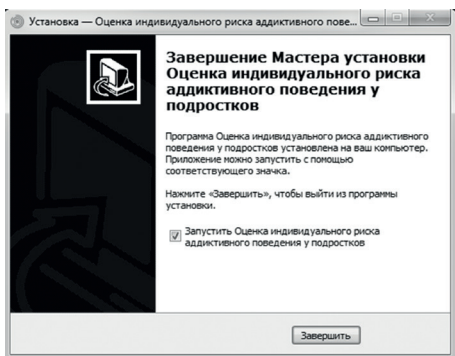 Установка — Оценка индивидуального риска аддиктивного пове...
Завершение Мастера установки
Оценка индивидуального риска
аддиктивного поведения у
подростков
Программа Оценка индивидуального риска аддиктивного
поведения у подростков установлена на ваш компьютер.
Приложение можно запустить с помощью
соответствующего значка.
Нажмите «Завершить», чтобы выйти из программы
установки.
Запустить Оценка индивидуального риска
аддиктивного поведения у подростков
Завершить